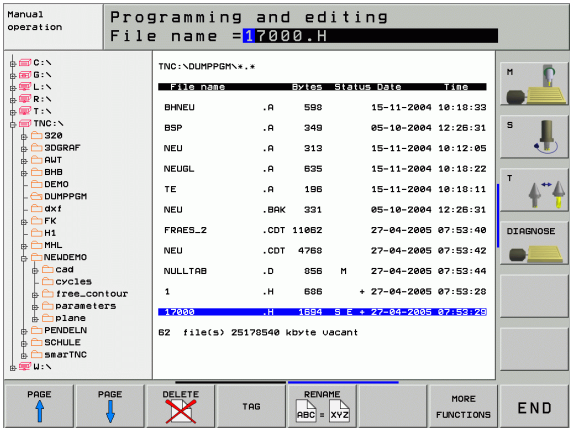 Manual
operation
Programming and editing
File name =17000.H
C:\
G:\
L:\
R:\
T:\
TNC:\
320
3DGRAF
AWT
BHB
DEMO
DUMPPGM
dxf
FK
H1
MHL
NEWDEMO
cad
cycles
free_contour
parameters
plane
PENDELN
SCHULE
smarTNC
W:\
TNC:\DUMPPGM\*.*
File name Bytes Status Date Time
BHNEU .A 598 15-11-2004 10:18:33
BSP .A 349 05-10-2004 12:26:31
NEU .A 313 15-11-2004 10:12:05
NEUGL .A 635 15-11-2004 10:18:22
TE .A 196 15-11-2004 10:18:11
NEU .BAK 331 05-10-2004 12:26:31
FRAES_2 .CDT 11062 27-04-2005 07:53:40
NEU .CDT 4768 27-04-2005 07:53:42
NULLTAB .D 856 M 27-04-2005 07:53:44
1 .H 686 + 27-04-2005 07:53:28
17000 .H 1694 S E + 27-04-2005 07:53:29
62 file(s) 25178540 kbyte vacant
M
S
T
DIAGNOSE
PAGE
PAGE
DELETE
TAG
RENAME
ABC = XYZ
MORE
FUNCTIONS
END